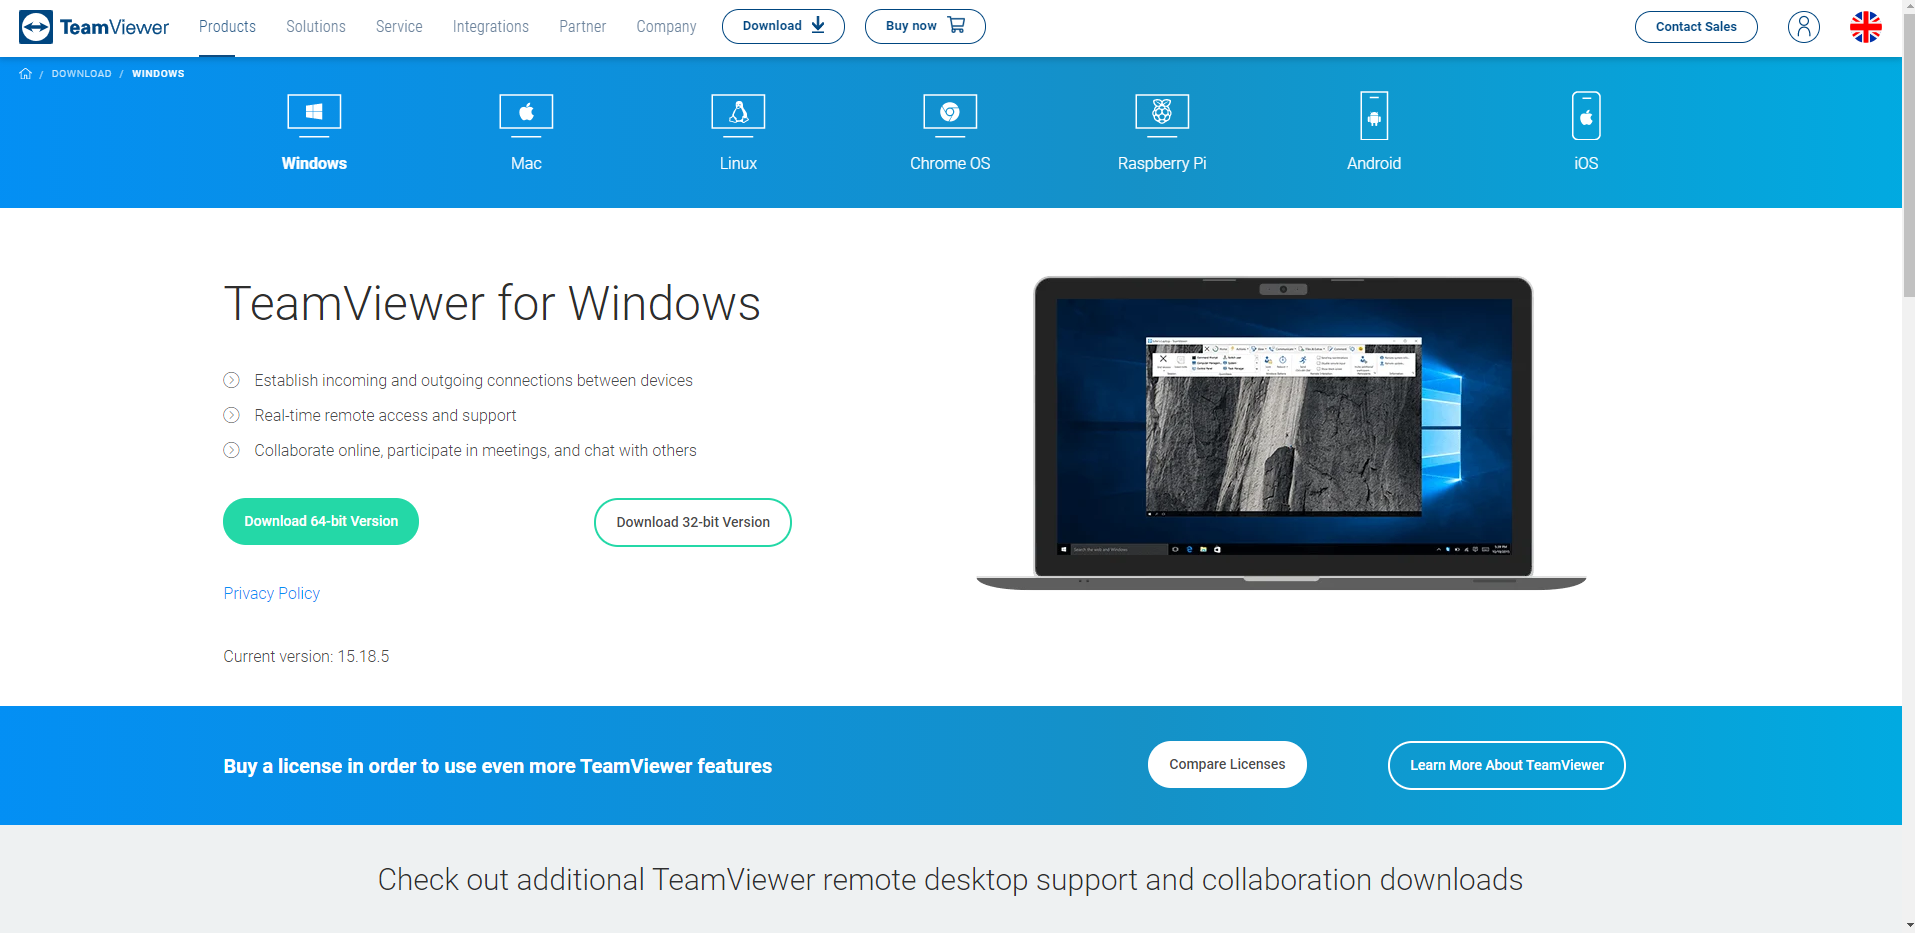 TeamViewer Products Solutions Service Integrations Partner Company Download Buy now Contact Sales
/ DOWNLOAD / WINDOWS
Windows Mac Linux Chrome OS Raspberry Pi Android iOS
TeamViewer for Windows
Establish incoming and outgoing connections between devices
Real-time remote access and support
Collaborate online, participate in meetings, and chat with others
Download 64-bit Version Download 32-bit Version
Privacy Policy
Current version: 15.18.5
Buy a license in order to use even more TeamViewer features Compare Licenses Learn More About TeamViewer
Check out additional TeamViewer remote desktop support and collaboration downloads